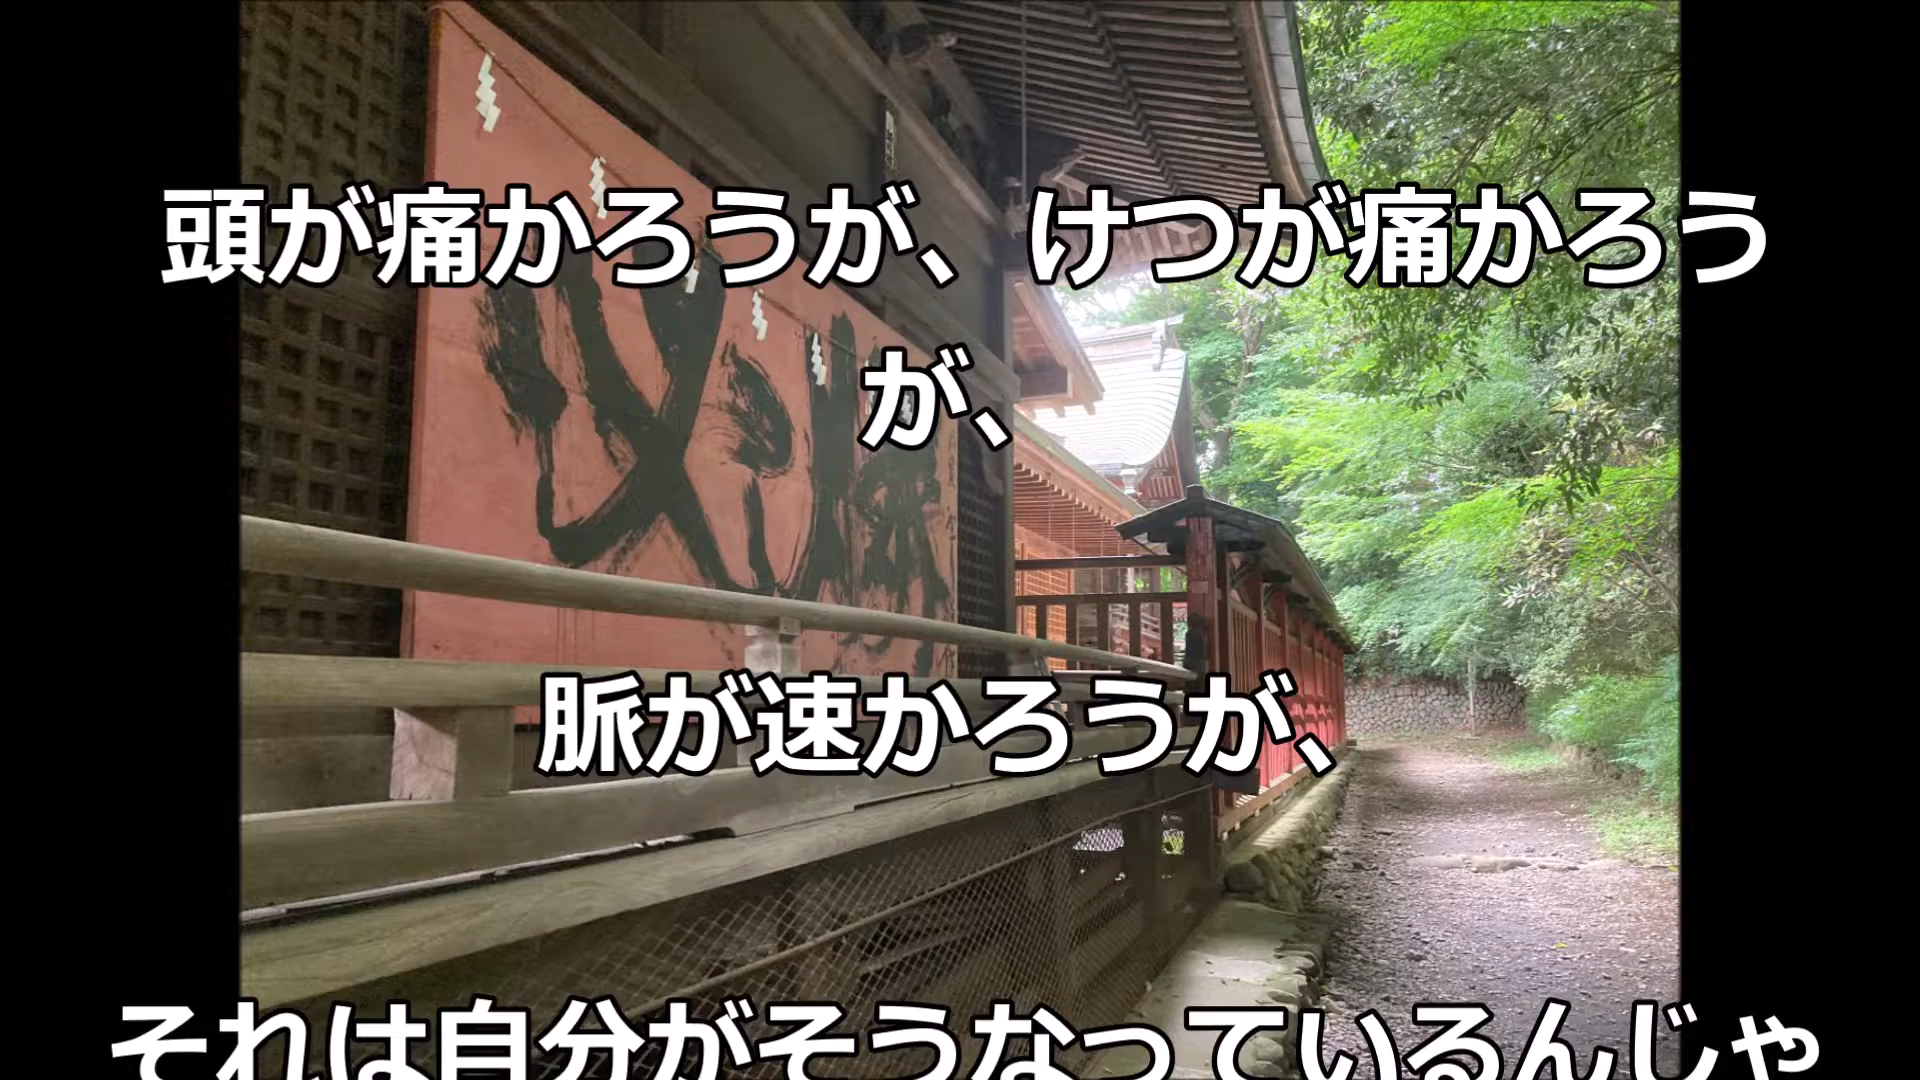 頭が痛かろうが、けつが痛かろう
が、
必勝
脈が速かろうが、
それは自分がそうなっているんじゃ